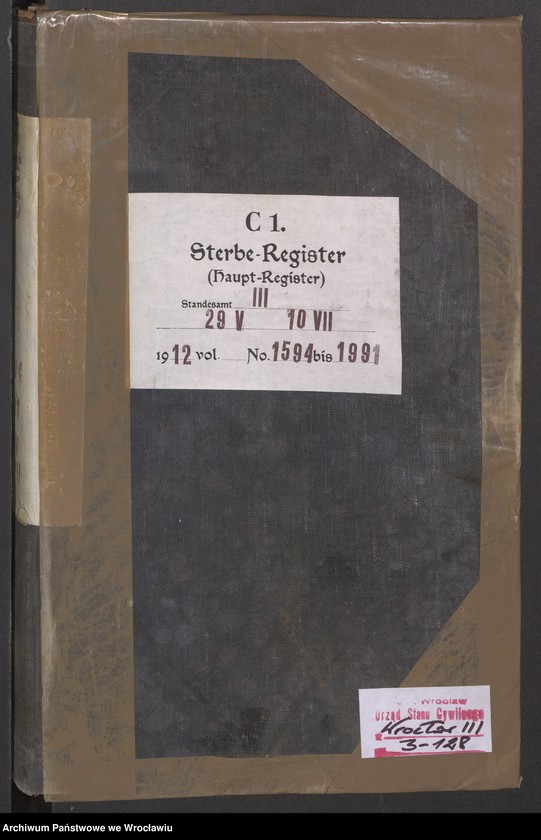 C 1.
Sterbe-Register
(Haupt-Register)
Standesamt III
29 V 10 VII
1912 vol. No. 1594 bis 1991
Wrocław
Urząd Stanu Cywilnego
Wrocław III
3-128
Archiwum Państwowe we Wrocławiu